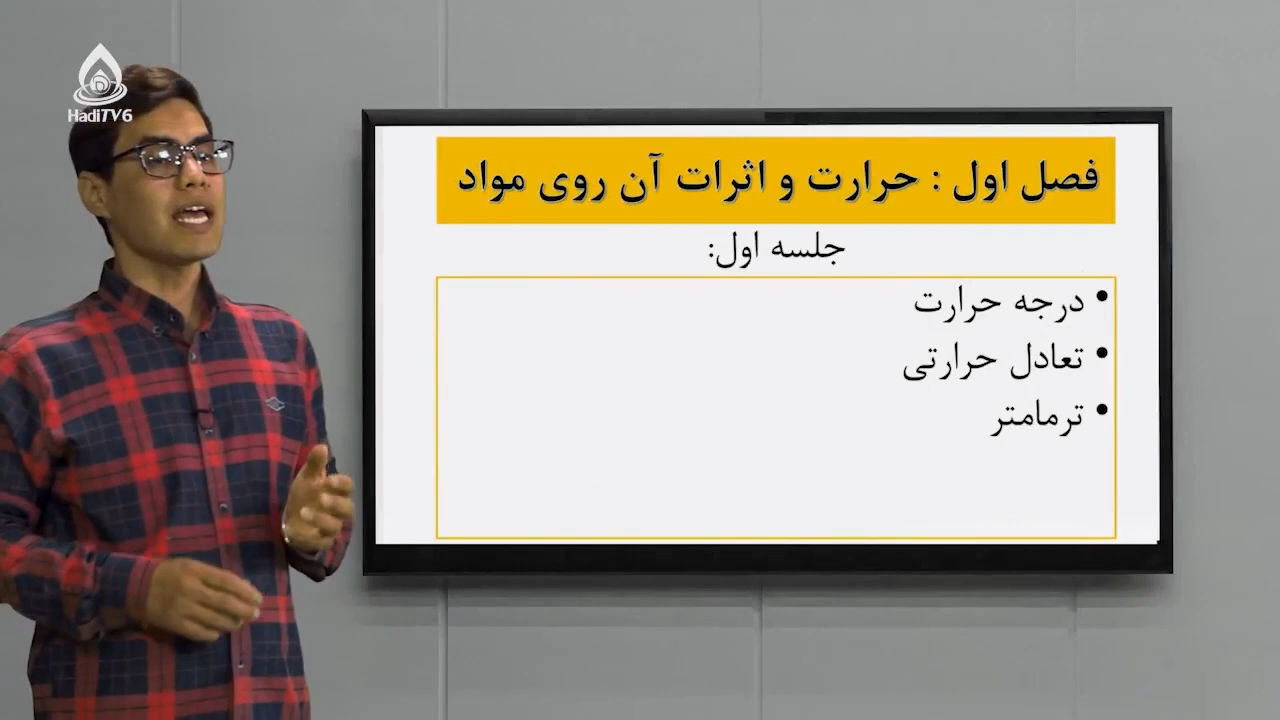 HadiTV6
فصل اول : حرارت و اثرات آن روی مواد
جلسه اول:
• درجه حرارت
• تعادل حرارتی
• ترمامتر